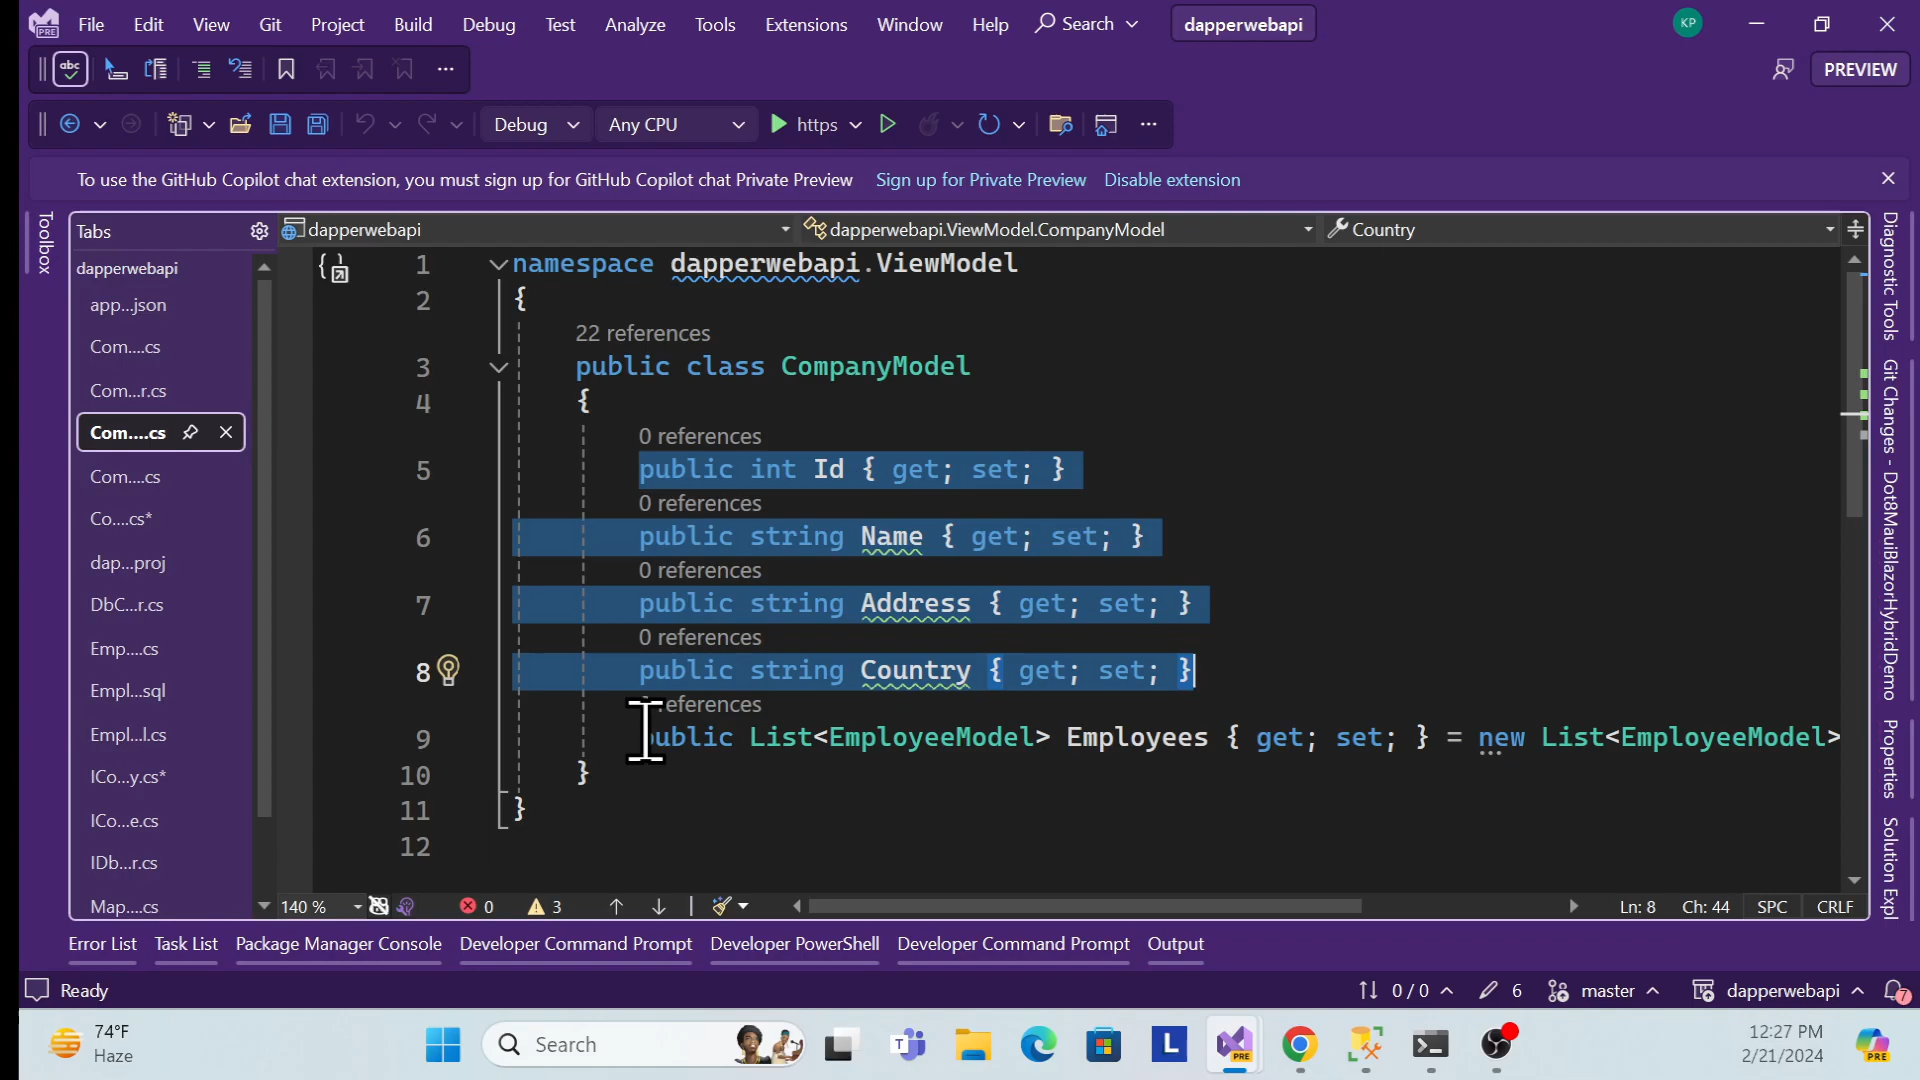 File Edit View Git Project Build Debug Test Analyze Tools Extensions Window Help Search dapperwebapi KP
abc PREVIEW
Debug Any CPU https
To use the GitHub Copilot chat extension, you must sign up for GitHub Copilot chat Private Preview Sign up for Private Preview Disable extension
Toolbox
Tabs
dapperwebapi
app...json
Com....cs
Com...r.cs
Com....cs
Com....cs
Co....cs*
dap...proj
DbC...r.cs
Emp....cs
Empl...sql
Empl...l.cs
ICo...y.cs*
ICo...e.cs
IDb...r.cs
Map....cs
dapperwebapi dapperwebapi.ViewModel.CompanyModel Country
1 namespace dapperwebapi.ViewModel
2 {
22 references
3 public class CompanyModel
4 {
0 references
5 public int Id { get; set; }
0 references
6 public string Name { get; set; }
0 references
7 public string Address { get; set; }
0 references
8 public string Country { get; set; }
references
9 public List<EmployeeModel> Employees { get; set; } = new List<EmployeeModel>
10 }
11 }
12
140 % 0 3 Ln: 8 Ch: 44 SPC CRLF
Diagnostic Tools
Git Changes - Dot8MauiBlazorHybridDemo
Properties
Solution Expl
Error List Task List Package Manager Console Developer Command Prompt Developer PowerShell Developer Command Prompt Output
Ready 0 / 0 6 master dapperwebapi 7
74°F
Haze
Search
L
PRE
12:27 PM
2/21/2024
PRE